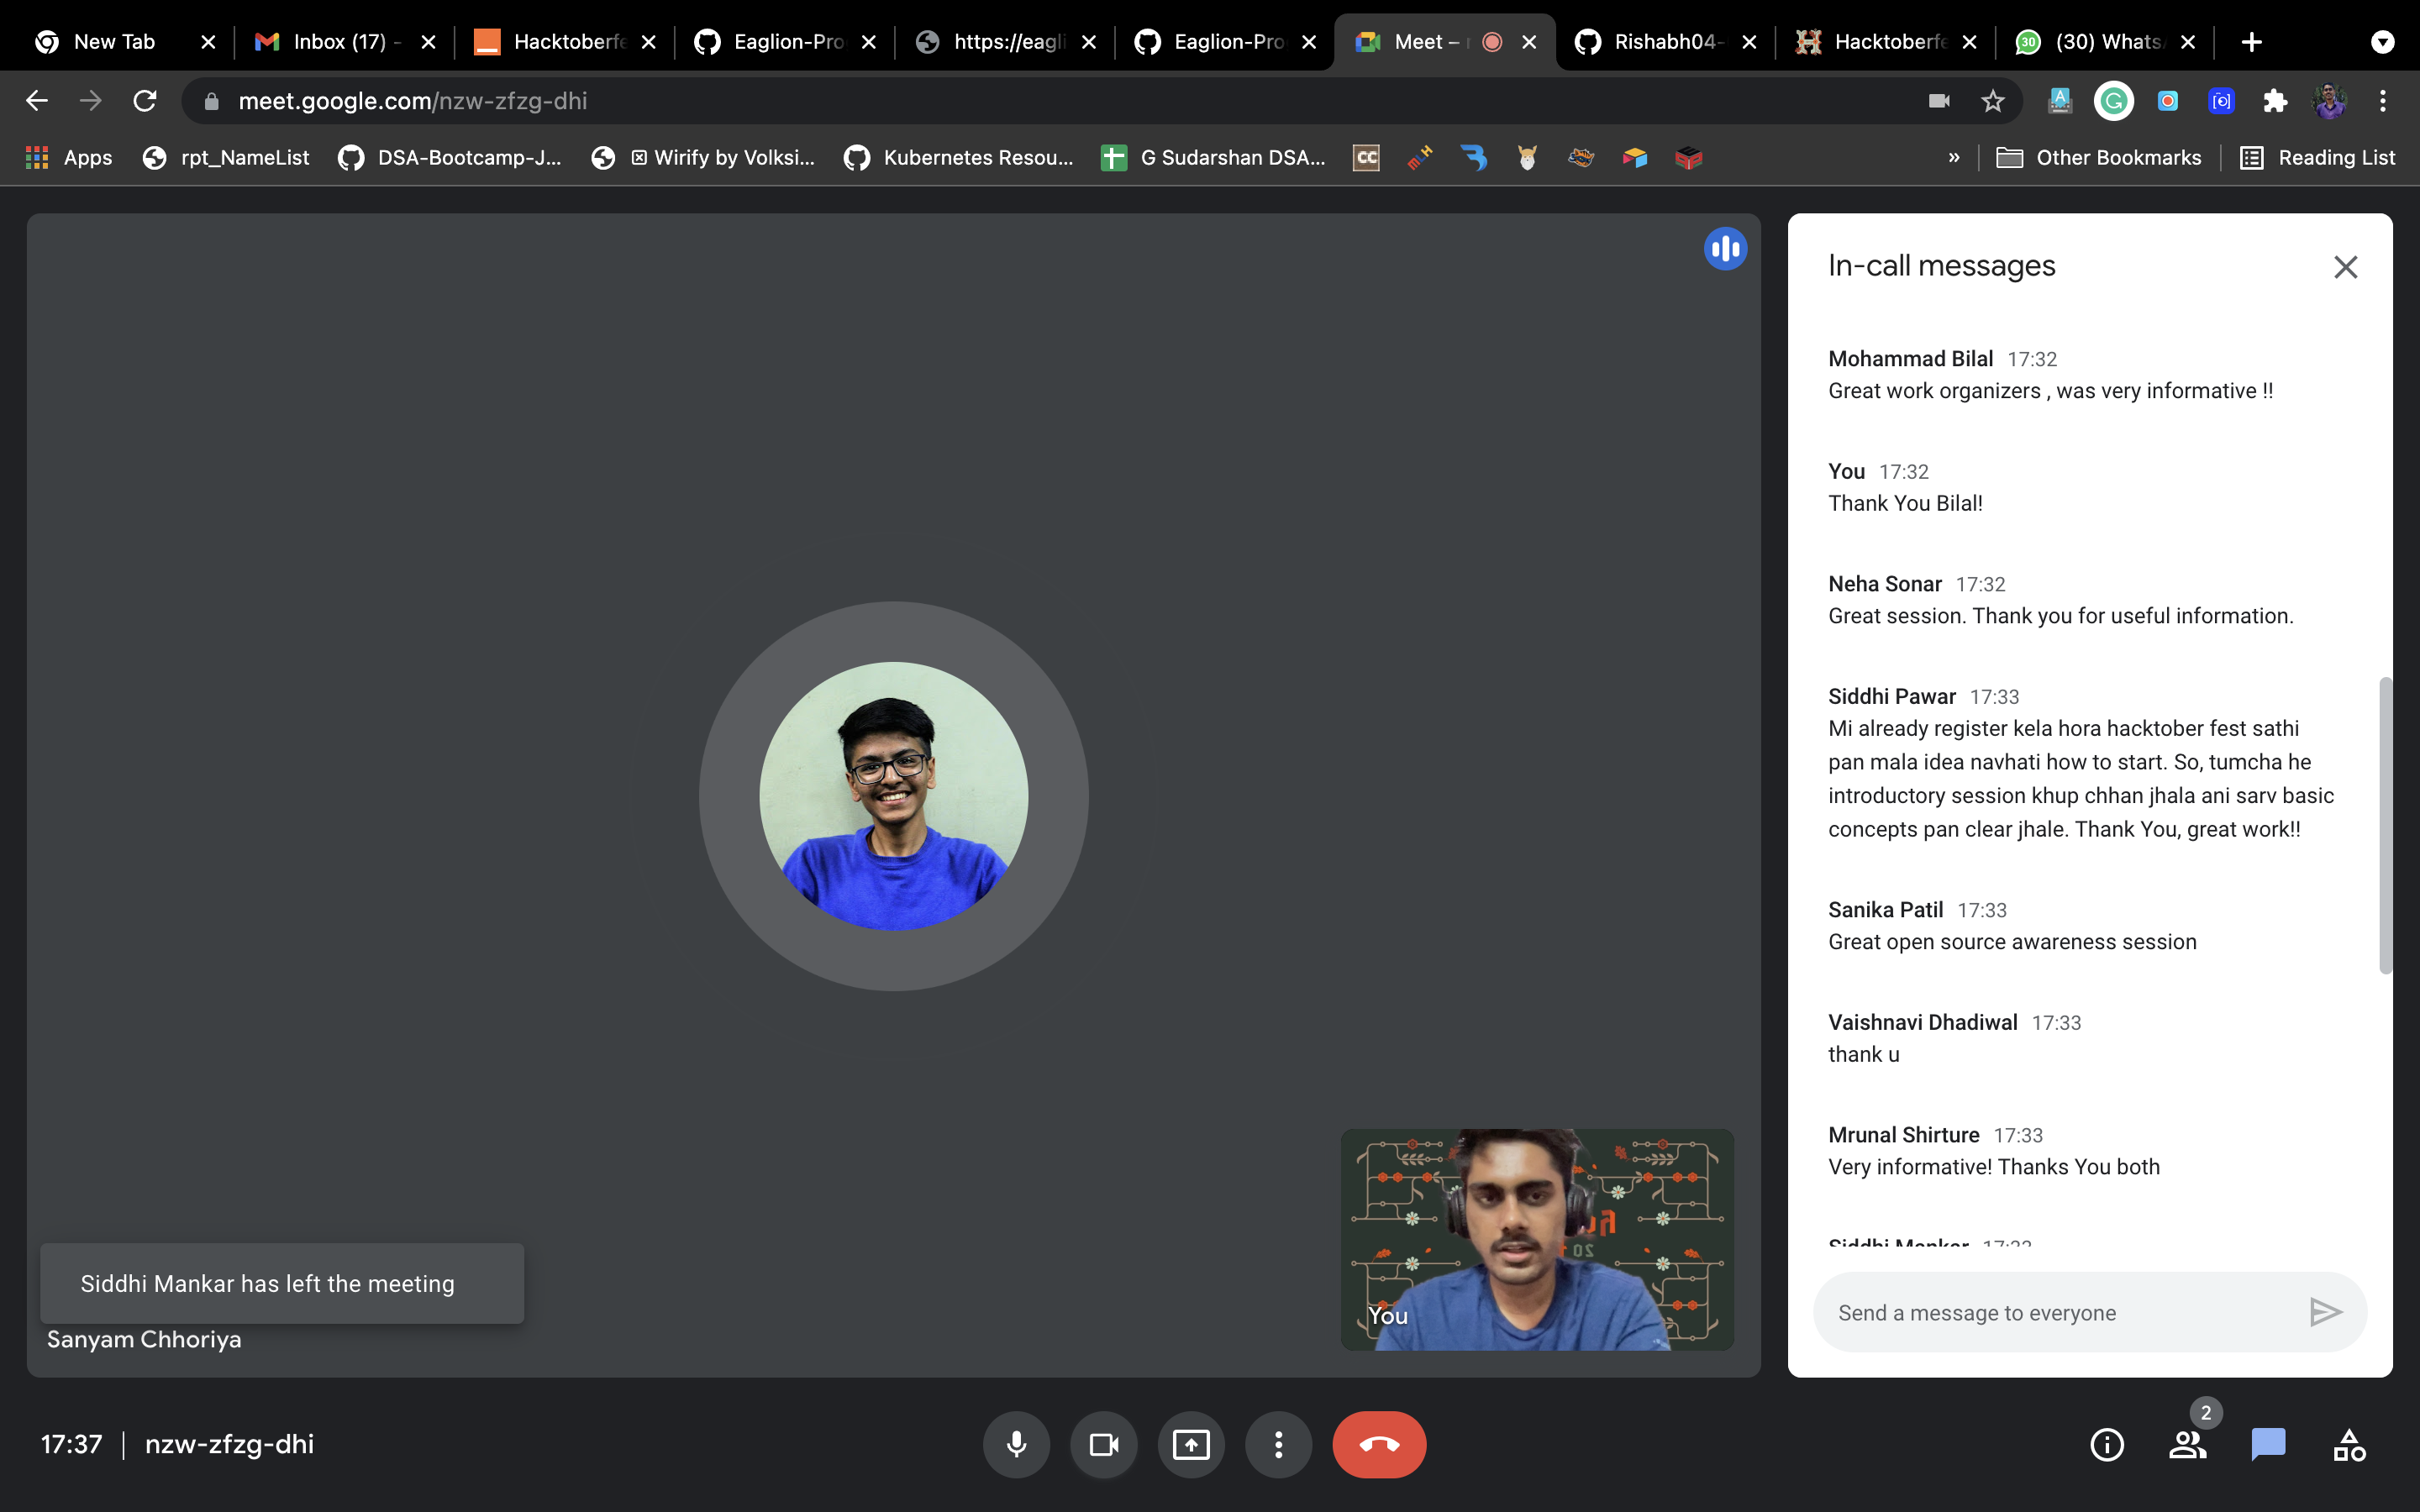 New Tab
Inbox (17) -
Hacktoberfe
Eaglion-Pro
https://eagli
Eaglion-Pro
Meet –
Rishabh04-
Hacktoberfe
30
(30) Whats
meet.google.com/nzw-zfzg-dhi
Apps
rpt_NameList
DSA-Bootcamp-J...
Wirify by Volksi...
Kubernetes Resou...
G Sudarshan DSA...
CC
»
Other Bookmarks
Reading List
In-call messages
Mohammad Bilal 17:32
Great work organizers , was very informative !!
You 17:32
Thank You Bilal!
Neha Sonar 17:32
Great session. Thank you for useful information.
Siddhi Pawar 17:33
Mi already register kela hora hacktober fest sathi
pan mala idea navhati how to start. So, tumcha he
introductory session khup chhan jhala ani sarv basic
concepts pan clear jhale. Thank You, great work!!
Sanika Patil 17:33
Great open source awareness session
Vaishnavi Dhadiwal 17:33
thank u
Mrunal Shirture 17:33
Very informative! Thanks You both
Siddhi Mankar
Send a message to everyone
Siddhi Mankar has left the meeting
Sanyam Chhoriya
You
17:37
nzw-zfzg-dhi
2